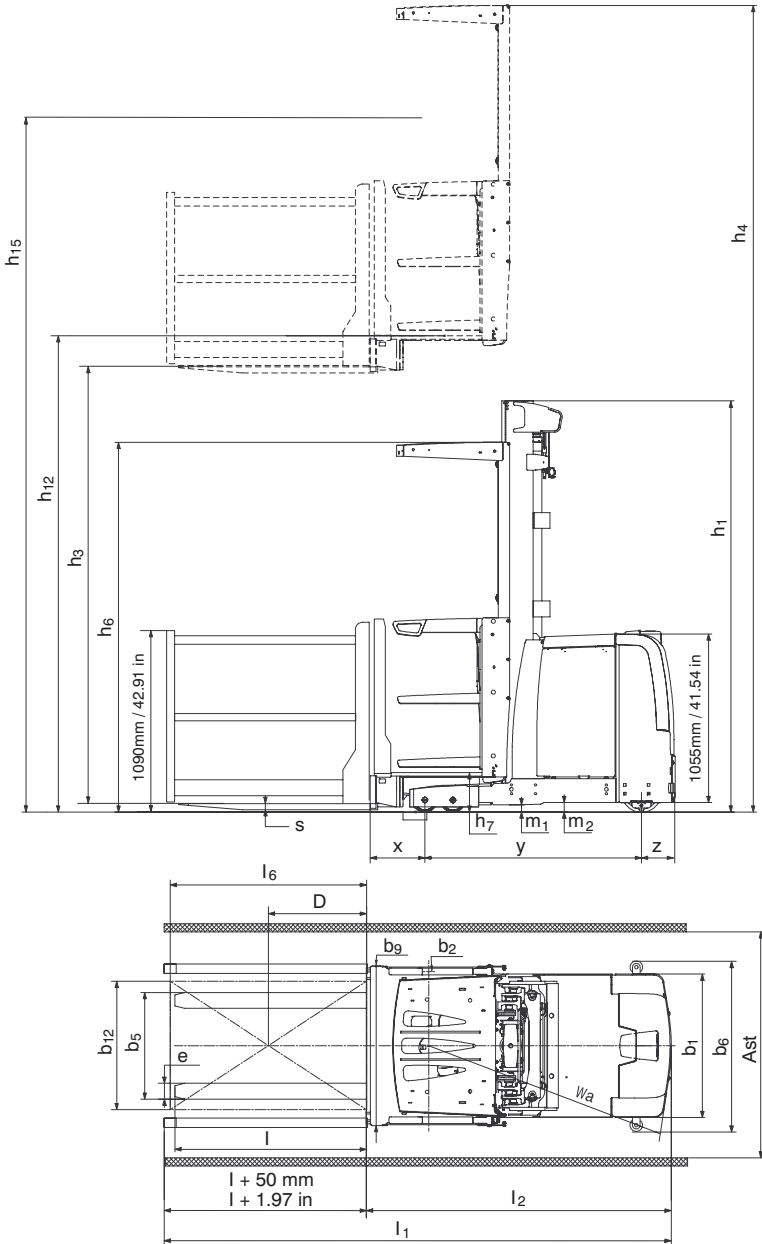 h15
h4
h12
h3
h6
h1
1090mm / 42.91 in
1055mm / 41.54 in
s
h7
m1
m2
x
y
z
l6
D
b9
b2
b12
b5
e
b1
b6
Ast
Wa
l
l + 50 mm
l + 1.97 in
l2
l1